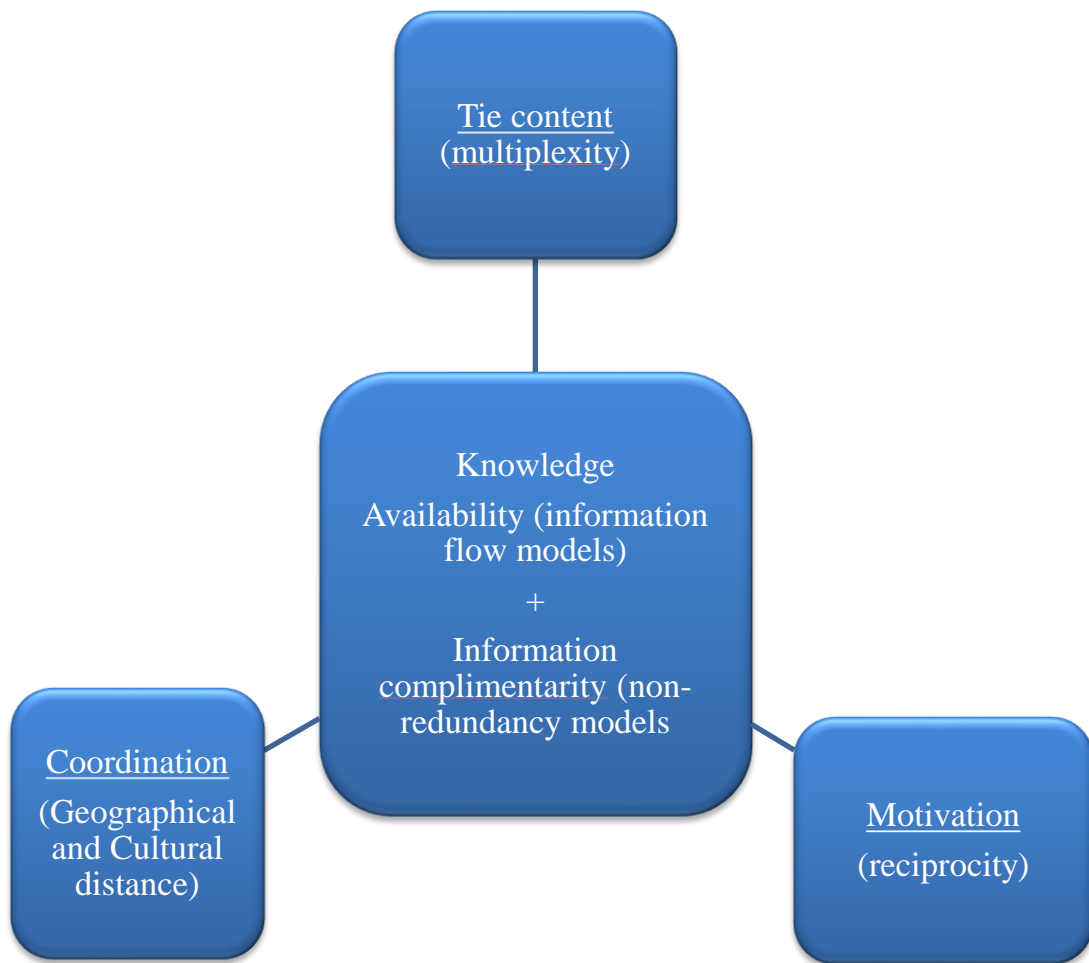 Tie content
(multiplexity)
Knowledge
Availability (information
flow models)
+
Information
complimentarity (non-
redundancy models
Coordination
(Geographical
and Cultural
distance)
Motivation
(reciprocity)